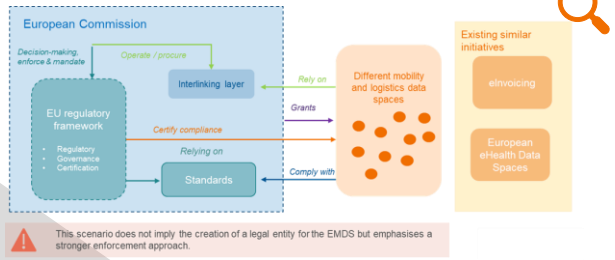 European Commission
Existing similar
initiatives
Decision-making,
enforce & mandate
Operate / procure
Interlinking layer
Rely on
Different mobility
and logistics data
spaces
eInvoicing
EU regulatory
framework
• Regulatory
• Governance
• Certification
Grants
Certify compliance
Relying on
Standards
Comply with
European
eHealth Data
Spaces
This scenario does not imply the creation of a legal entity for the EMDS but emphasises a
stronger enforcement approach.